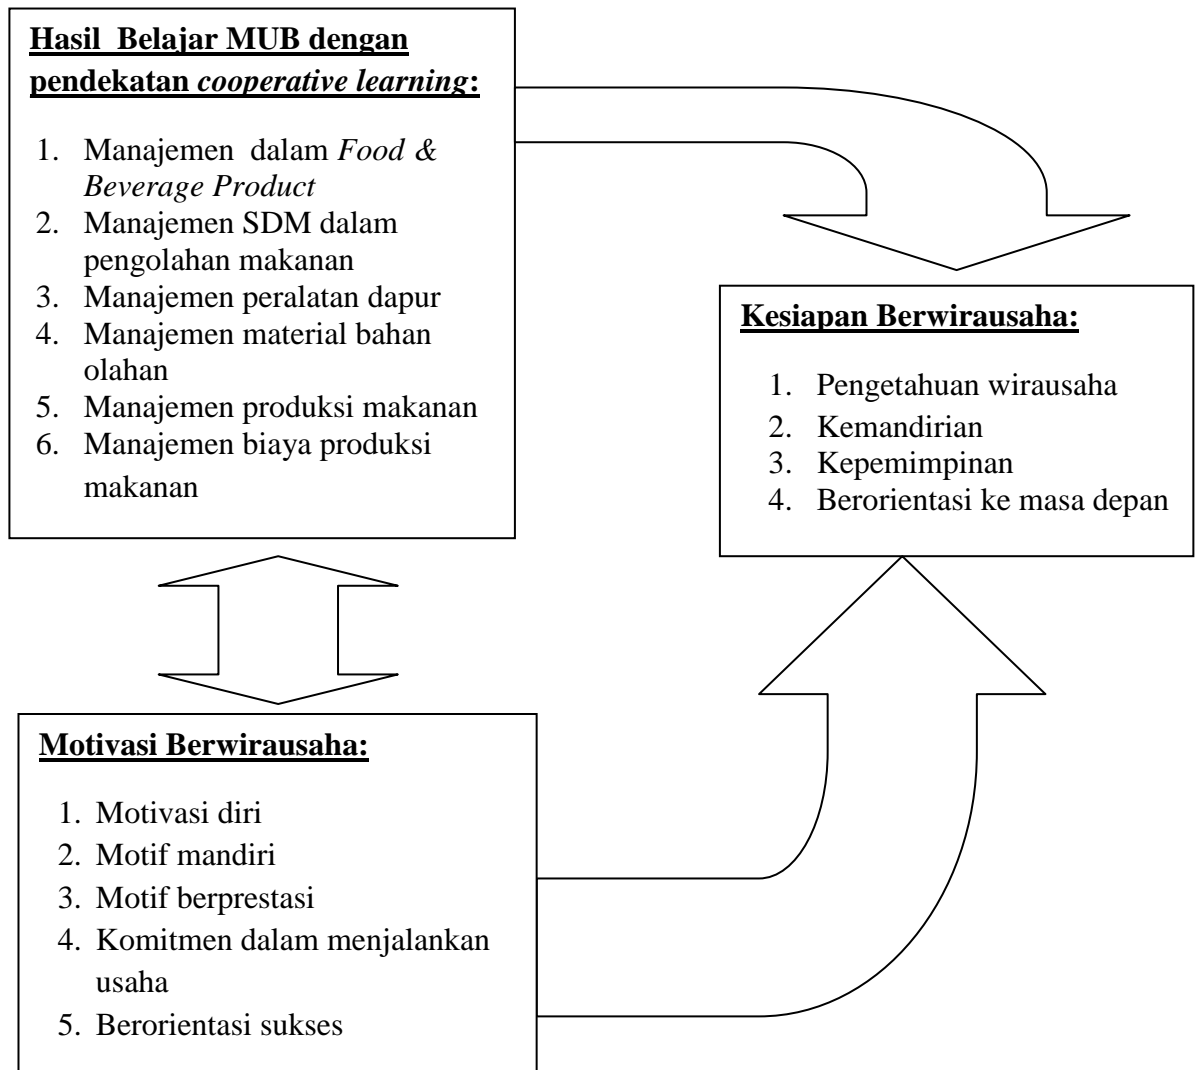 Hasil Belajar MUB dengan
pendekatan cooperative learning:
1. Manajemen dalam Food &
Beverage Product
2. Manajemen SDM dalam
pengolahan makanan
3. Manajemen peralatan dapur
4. Manajemen material bahan
olahan
5. Manajemen produksi makanan
6. Manajemen biaya produksi
makanan
Kesiapan Berwirausaha:
1. Pengetahuan wirausaha
2. Kemandirian
3. Kepemimpinan
4. Berorientasi ke masa depan
Motivasi Berwirausaha:
1. Motivasi diri
2. Motif mandiri
3. Motif berprestasi
4. Komitmen dalam menjalankan
usaha
5. Berorientasi sukses